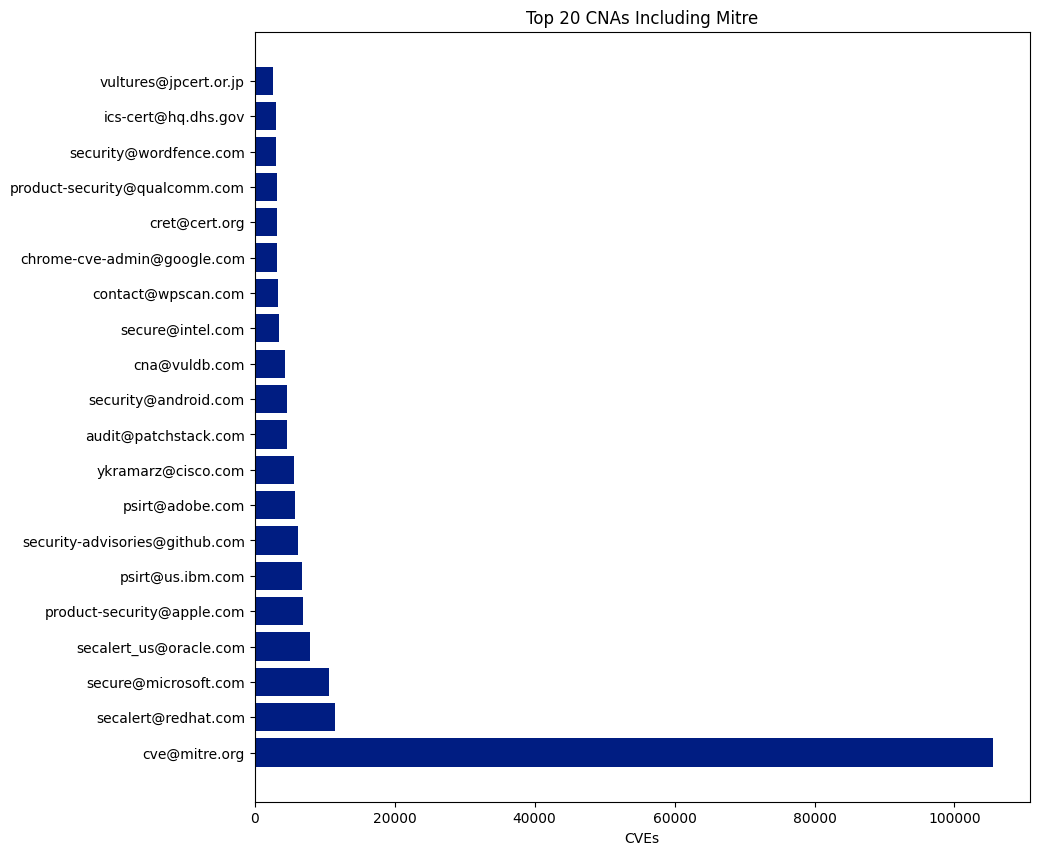 Top 20 CNAs Including Mitre
vultures@jpcert.or.jp
ics-cert@hq.dhs.gov
security@wordfence.com
product-security@qualcomm.com
cret@cert.org
chrome-cve-admin@google.com
contact@wpscan.com
secure@intel.com
cna@vuldb.com
security@android.com
audit@patchstack.com
ykramarz@cisco.com
psirt@adobe.com
security-advisories@github.com
psirt@us.ibm.com
product-security@apple.com
secalert_us@oracle.com
secure@microsoft.com
secalert@redhat.com
cve@mitre.org
0 20000 40000 60000 80000 100000
CVEs